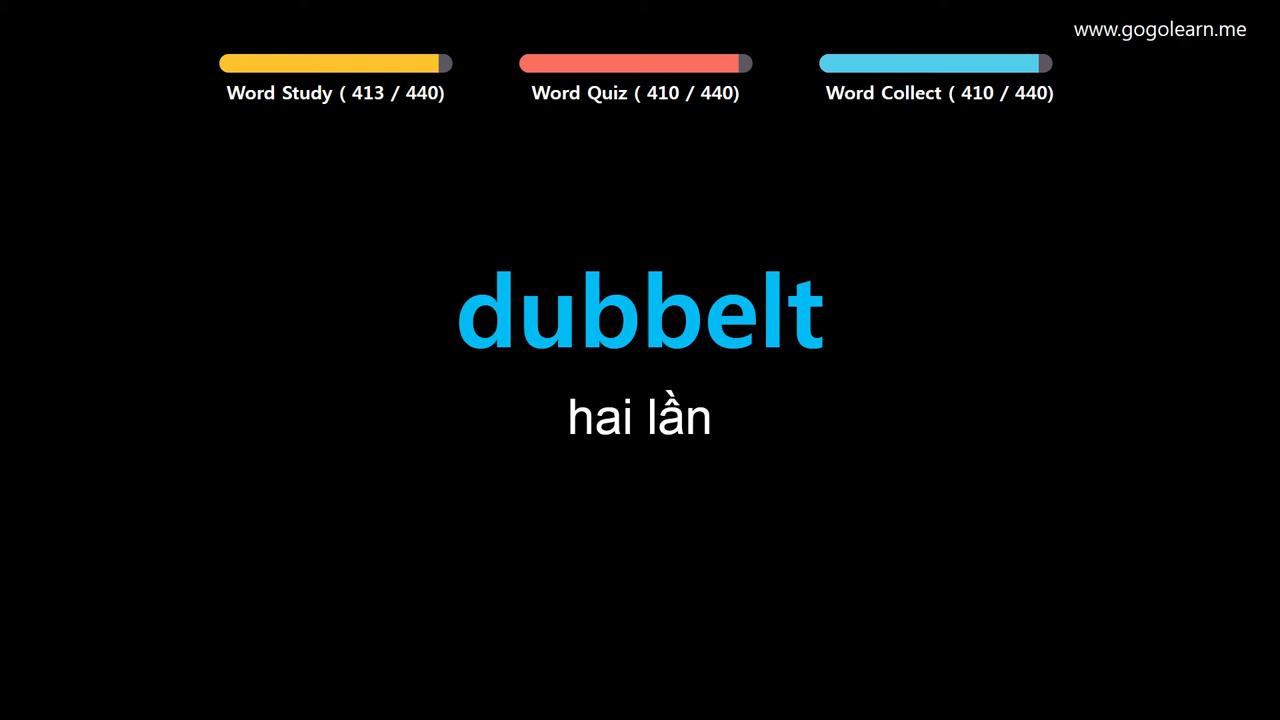 www.gogolearn.me
Word Study ( 413 / 440)
Word Quiz ( 410 / 440)
Word Collect ( 410 / 440)
dubbelt
hai lần